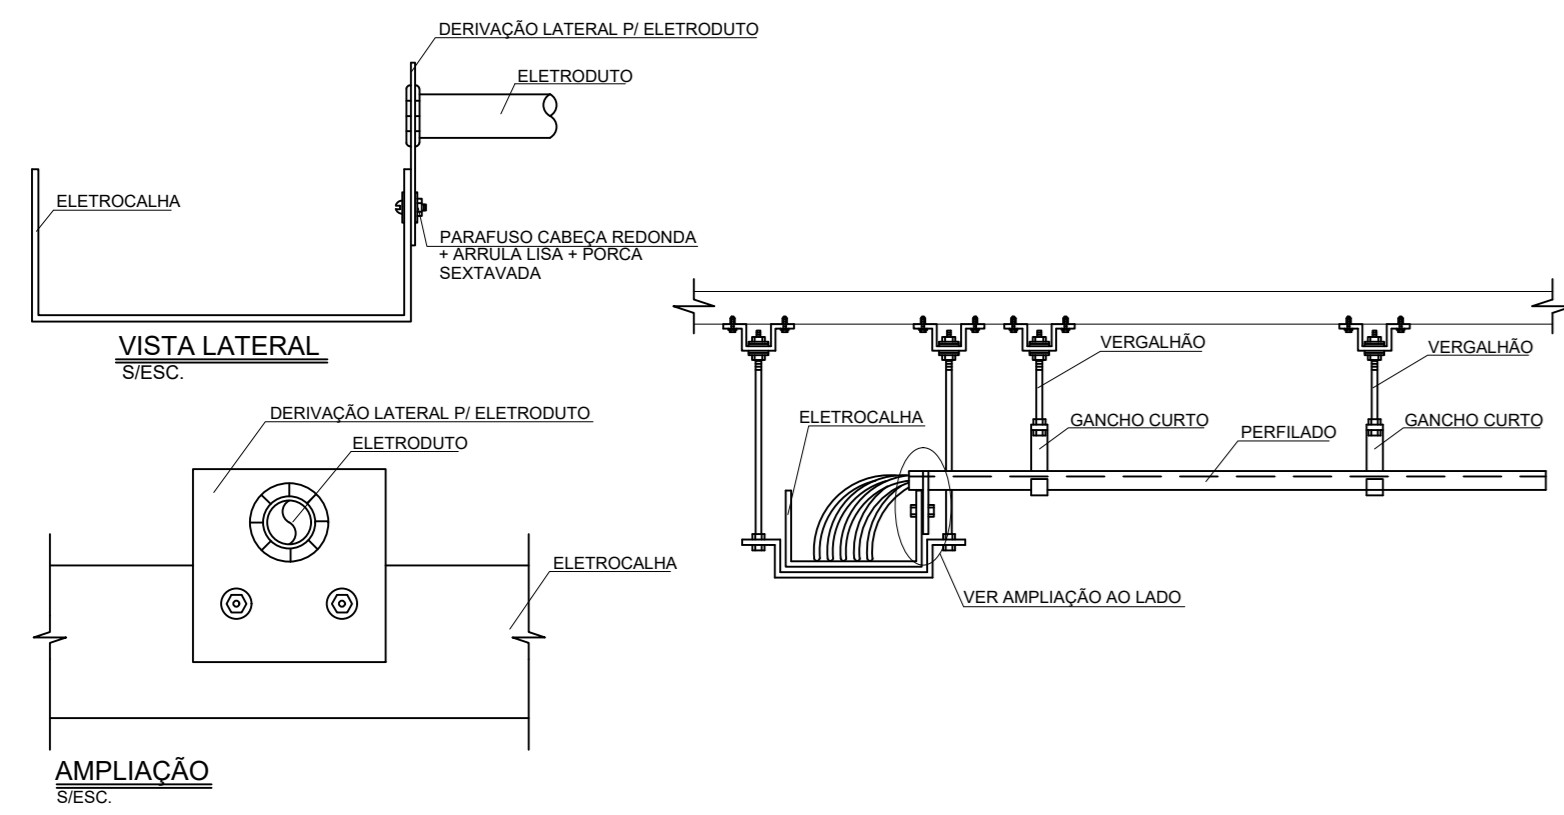 DERIVAÇÃO LATERAL P/ ELETRODUTO
ELETRODUTO
ELETROCALHA
PARAFUSO CABEÇA REDONDA
+ ARRULA LISA + PORCA
SEXTAVADA
VISTA LATERAL
S/ESC.
DERIVAÇÃO LATERAL P/ ELETRODUTO
ELETRODUTO
ELETROCALHA
AMPLIAÇÃO
S/ESC.
VERGALHÃO
VERGALHÃO
ELETROCALHA
GANCHO CURTO
PERFILADO
GANCHO CURTO
VER AMPLIAÇÃO AO LADO